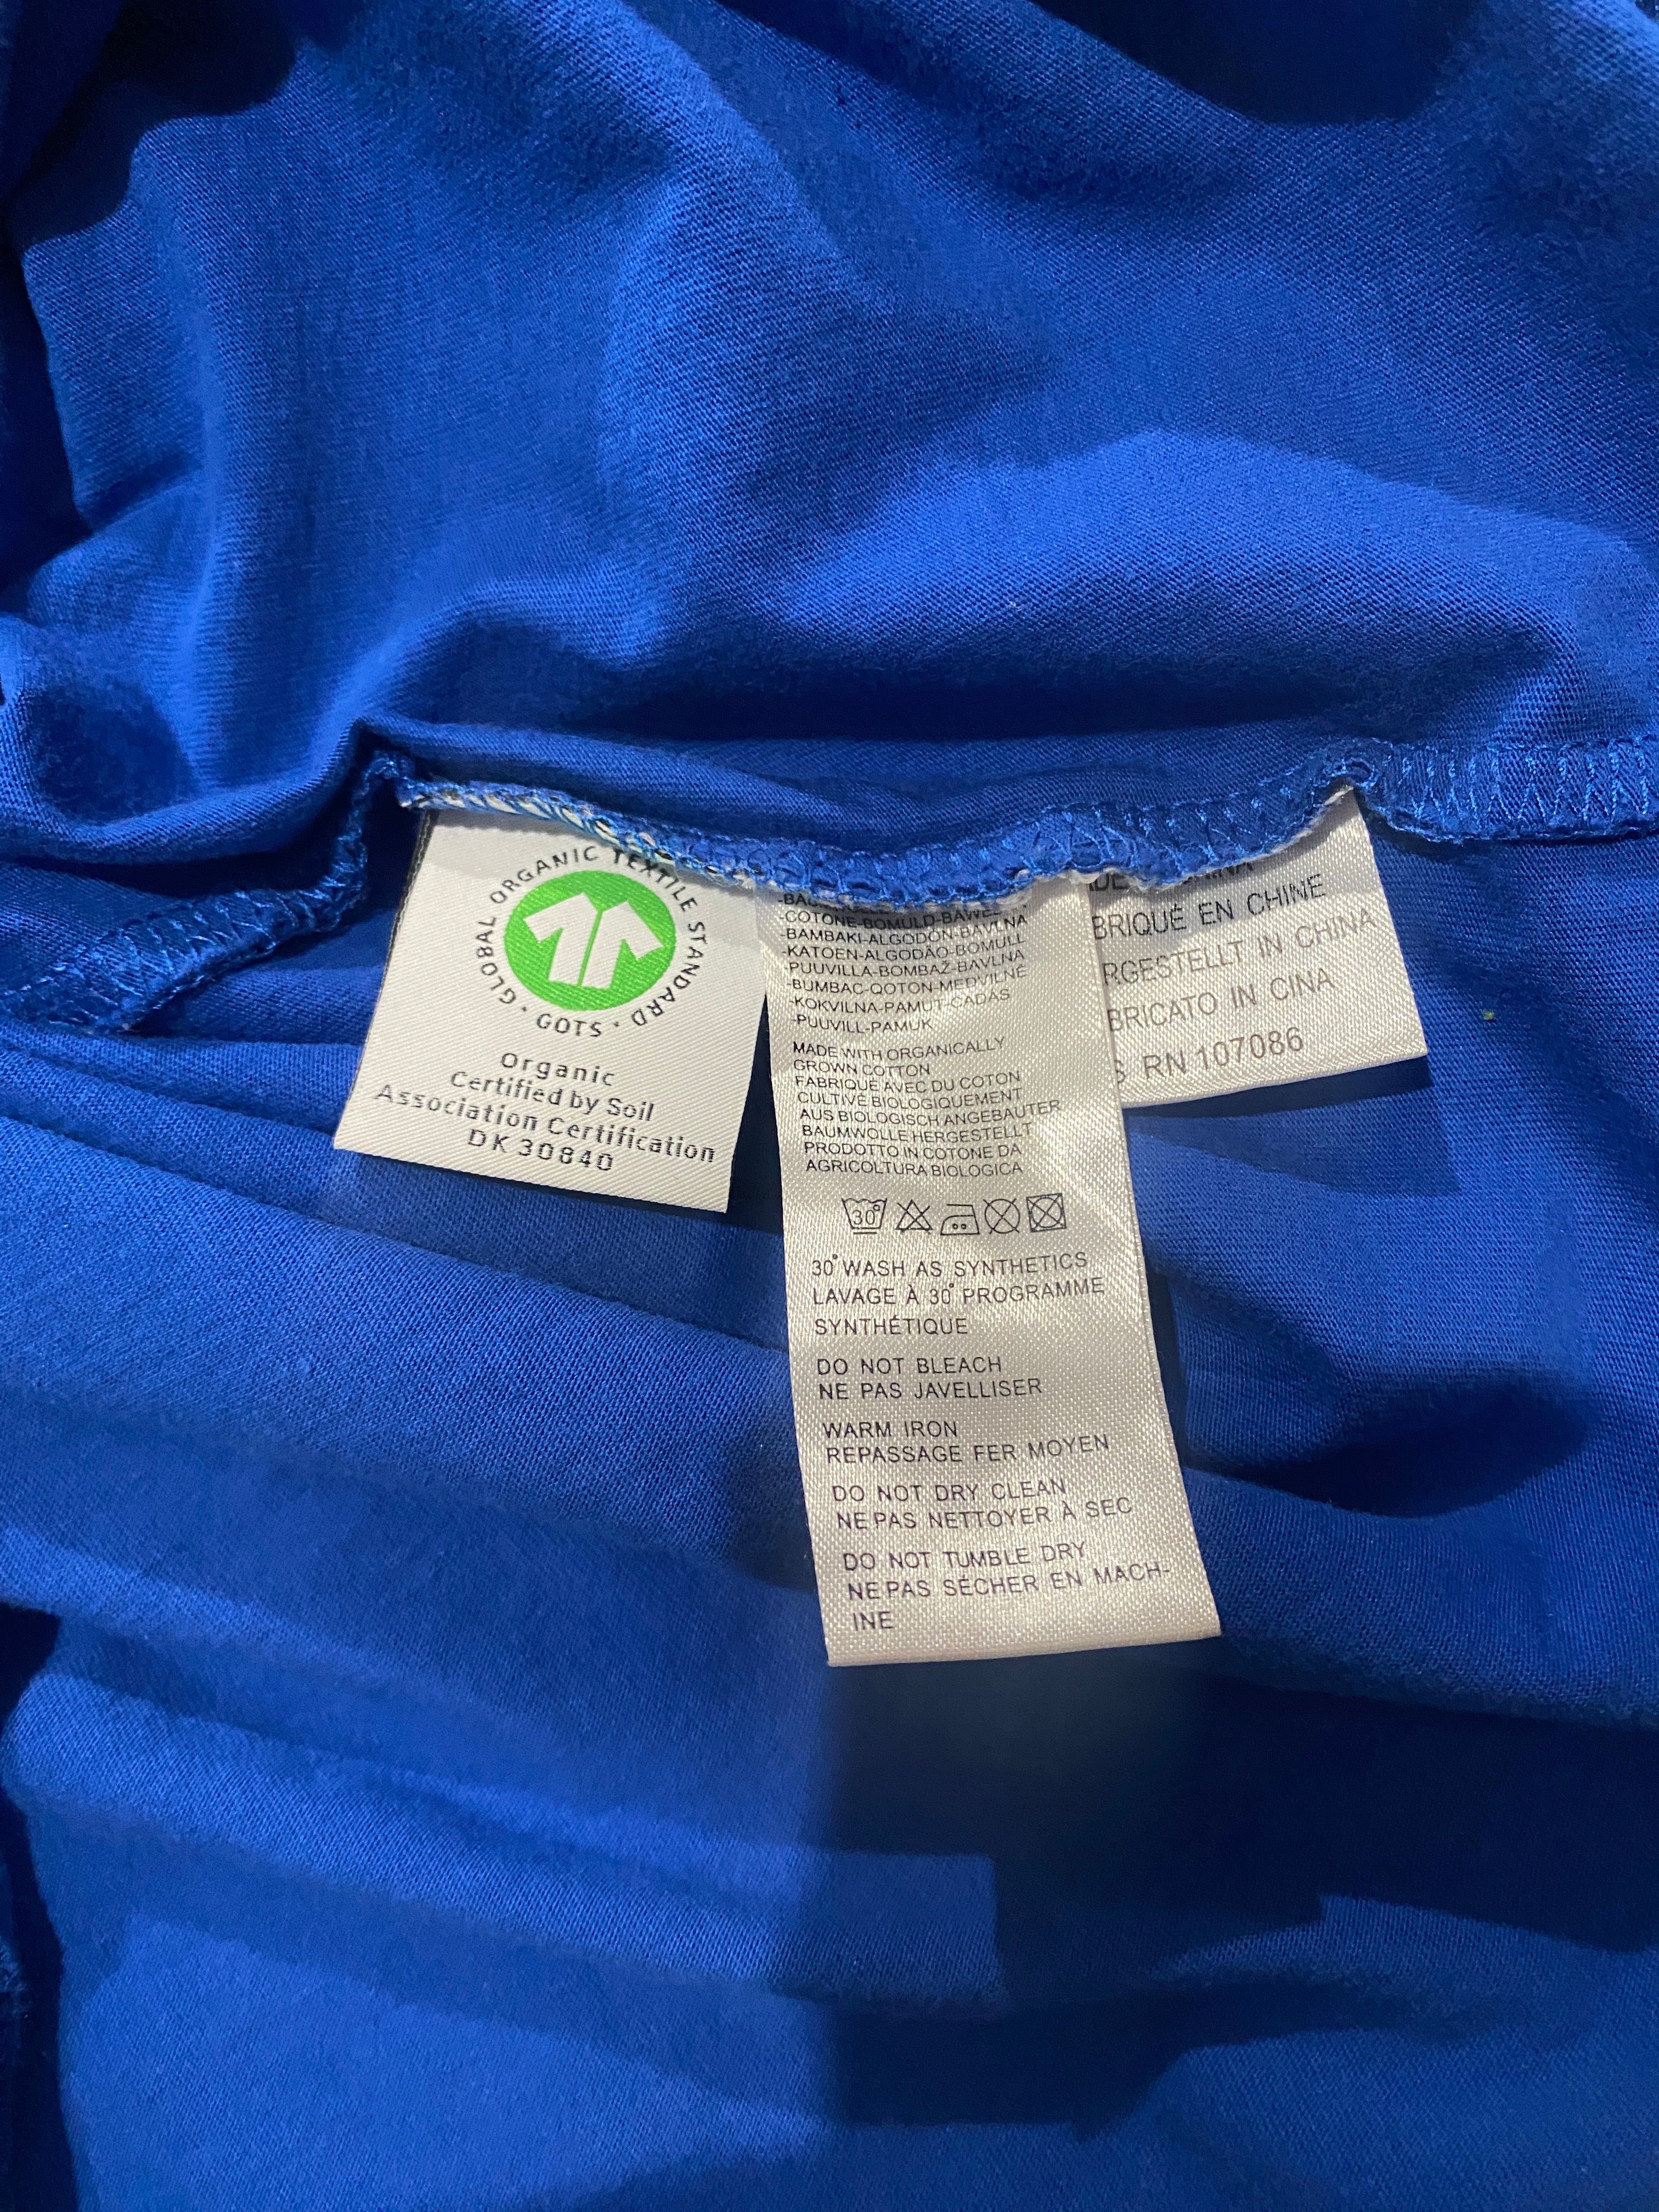 GLOBAL ORGANIC TEXTILE STANDARD
· GOTS ·
Organic
Certified by Soil
Association Certification
DK 30840
-COTONE-BOMULD-
-BAMBAKI-ALGODÓN-BAVLNA
-KATOEN-ALGODÃO-BOMULL
-PUUVILLA-BOMBAŽ-BAVLNA
-BUMBAC-QOTON-MEDVILNĖ
-KOKVILNA-PAMUT-CADÁS
-PUUVILL-PAMUK
MADE WITH ORGANICALLY
GROWN COTTON
FABRIQUÉ AVEC DU COTON
CULTIVÉ BIOLOGIQUEMENT
AUS BIOLOGISCH ANGEBAUTER
BAUMWOLLE HERGESTELLT
PRODOTTO IN COTONE DA
AGRICOLTURA BIOLOGICA
30°
30° WASH AS SYNTHETICS
LAVAGE À 30° PROGRAMME
SYNTHÉTIQUE
DO NOT BLEACH
NE PAS JAVELLISER
WARM IRON
REPASSAGE FER MOYEN
DO NOT DRY CLEAN
NE PAS NETTOYER À SEC
DO NOT TUMBLE DRY
NE PAS SÉCHER EN MACH-
INE
BRIQUÉ EN CHINE
RGESTELLT IN CHINA
BRICATO IN CINA
S RN 107086